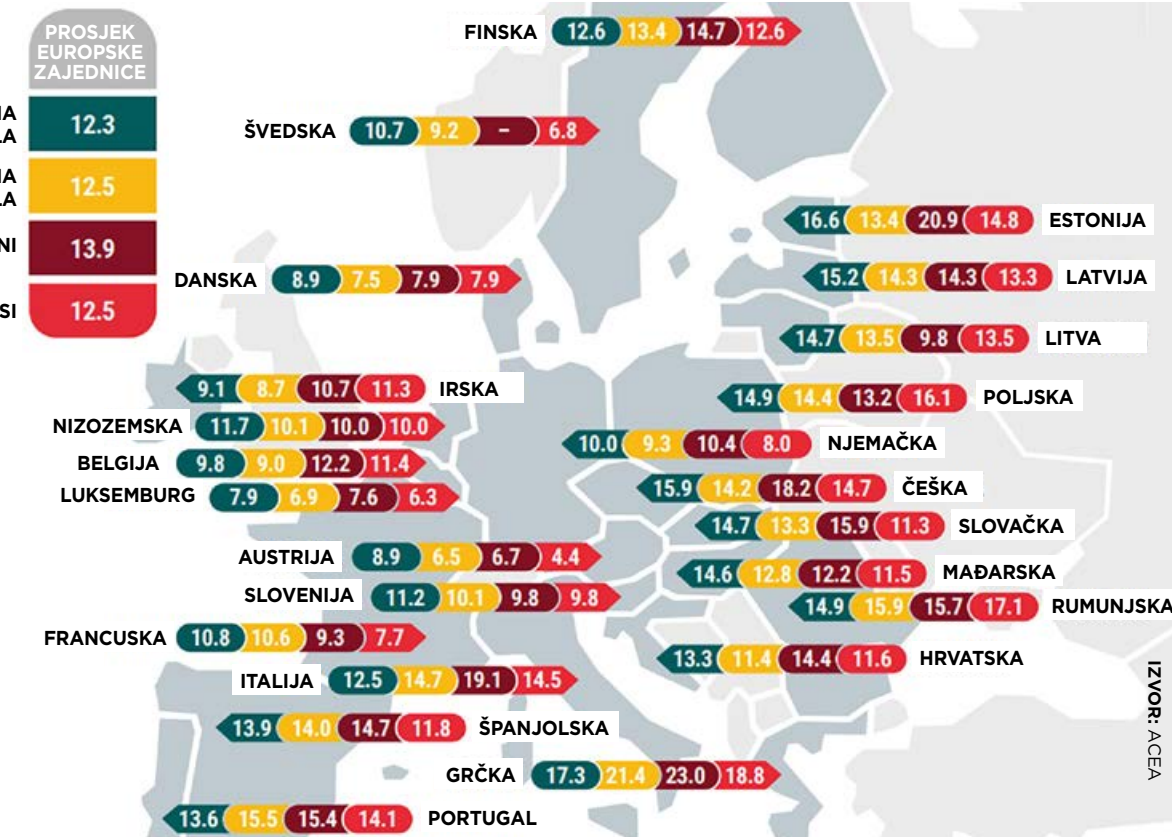 PROSJEK
EUROPSKE
ZAJEDNICE
12.3
12.5
NI 13.9
SI 12.5
FINSKA 12.6 13.4 14.7 12.6
ŠVEDSKA 10.7 9.2 – 6.8
16.6 13.4 20.9 14.8 ESTONIJA
DANSKA 8.9 7.5 7.9 7.9
15.2 14.3 14.3 13.3 LATVIJA
14.7 13.5 9.8 13.5 LITVA
9.1 8.7 10.7 11.3 IRSKA
14.9 14.4 13.2 16.1 POLJSKA
NIZOZEMSKA 11.7 10.1 10.0 10.0
10.0 9.3 10.4 8.0 NJEMAČKA
BELGIJA 9.8 9.0 12.2 11.4
LUKSEMBURG 7.9 6.9 7.6 6.3
15.9 14.2 18.2 14.7 ČEŠKA
14.7 13.3 15.9 11.3 SLOVAČKA
AUSTRIJA 8.9 6.5 6.7 4.4
14.6 12.8 12.2 11.5 MAĐARSKA
SLOVENIJA 11.2 10.1 9.8 9.8
14.9 15.9 15.7 17.1 RUMUNJSKA
FRANCUSKA 10.8 10.6 9.3 7.7
13.3 11.4 14.4 11.6 HRVATSKA
ITALIJA 12.5 14.7 19.1 14.5
13.9 14.0 14.7 11.8 ŠPANJOLSKA
GRČKA 17.3 21.4 23.0 18.8
13.6 15.5 15.4 14.1 PORTUGAL
IZVOR: ACEA